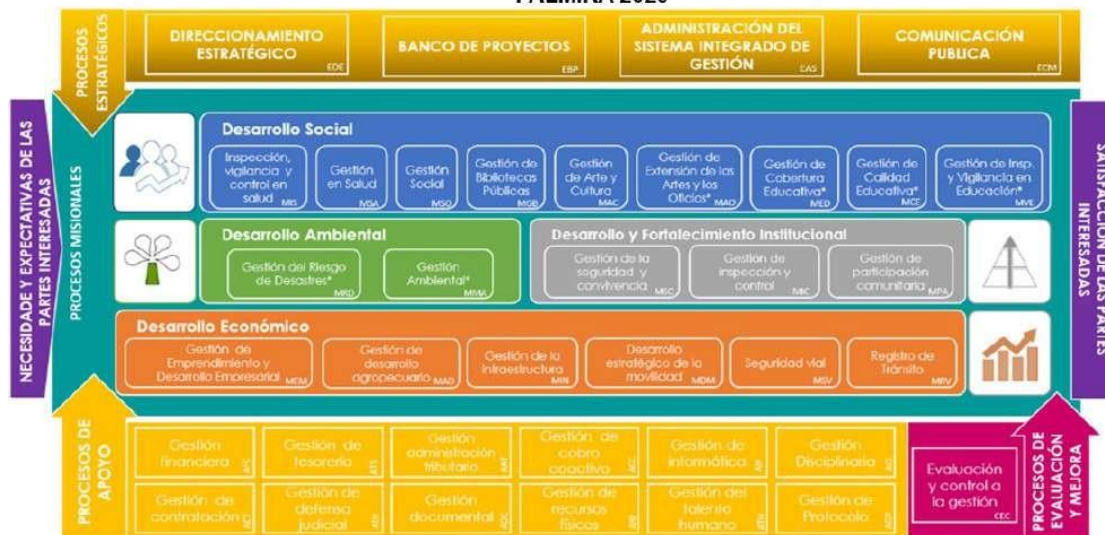 PALMIRA 2020
PROCESOS
ESTRATÉGICOS
DIRECCIONAMIENTO
ESTRATÉGICO
EDE
BANCO DE PROYECTOS
EBP
ADMINISTRACIÓN DEL
SISTEMA INTEGRADO DE
GESTIÓN
EAS
COMUNICACIÓN
PUBLICA
ECM
NECESIDADE Y EXPECTATIVAS DE LAS
PARTES INTERESADAS
PROCESOS MISIONALES
Desarrollo Social
Inspección,
vigilancia y
control en
salud
MIS
Gestión
en Salud
MSA
Gestión
Social
MSO
Gestión de
Bibliotecas
Públicas
MGB
Gestión
de Arte y
Cultura
MAC
Gestión de
Extensión de las
Artes y los
Oficios*
MAO
Gestión de
Cobertura
Educativa*
MED
Gestión de
Calidad
Educativa*
MCE
Gestión de Insp.
y Vigilancia en
Educación*
MVE
Desarrollo Ambiental
Gestión del Riesgo
de Desastres*
MRD
Gestión
Ambiental*
MMA
Desarrollo y Fortalecimiento Institucional
Gestión de la
seguridad y
convivencia
MSC
Gestión de
inspección y
control
MIC
Gestión de
participación
comunitaria
MPA
Desarrollo Económico
Gestión de
Emprendimiento y
Desarrollo Empresarial
MEM
Gestión de
desarrollo
agropecuario
MAD
Gestión de la
Infraestructura
MIN
Desarrollo
estratégico de la
movilidad
MDM
Seguridad vial
MSV
Registro de
Tránsito
MRV
SATISFACCIÓN DE LAS PARTES
INTERESADAS
PROCESOS DE
APOYO
Gestión
financiera
Gestión de
tesorería
Gestión
administración
tributario
Gestión de
cobro
coactivo
Gestión de
informática
Gestión
Disciplinaria
Gestión de
contratación
Gestión de
defensa
judicial
Gestión
documental
Gestión de
recursos
físicos
Gestión del
talento
humano
Gestión de
Protocolo
Evaluación
y control a
la gestión
CEC
PROCESOS DE
EVALUACIÓN
Y MEJORA